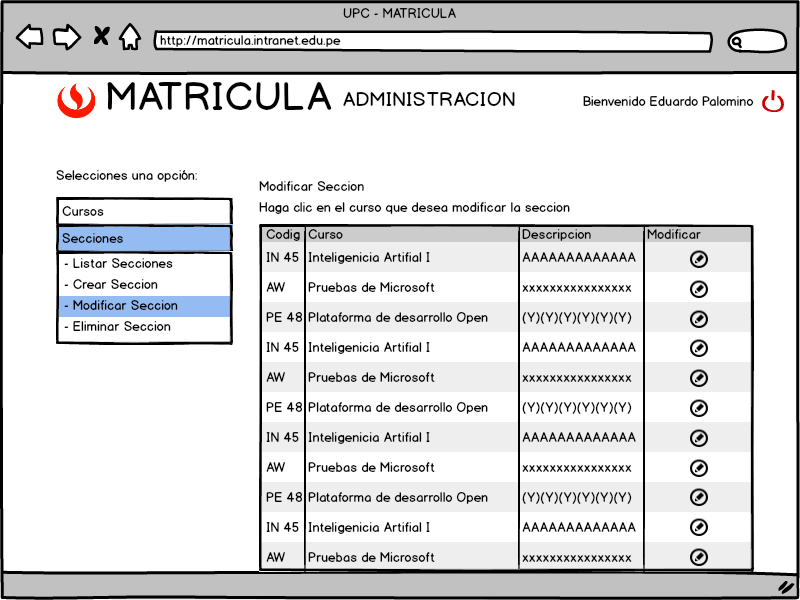 UPC - MATRICULA
http://matricula.intranet.edu.pe
MATRICULA ADMINISTRACION
Bienvenido Eduardo Palomino
Selecciones una opción:
Cursos
Secciones
- Listar Secciones
- Crear Seccion
- Modificar Seccion
- Eliminar Seccion
Modificar Seccion
Haga clic en el curso que desea modificar la seccion
Codig Curso Descripcion Modificar
IN 45 Inteligenicia Artifial I AAAAAAAAAAAAA
AW Pruebas de Microsoft xxxxxxxxxxxxxxxx
PE 48 Plataforma de desarrollo Open (Y)(Y)(Y)(Y)(Y)(Y)
IN 45 Inteligenicia Artifial I AAAAAAAAAAAAA
AW Pruebas de Microsoft xxxxxxxxxxxxxxxx
PE 48 Plataforma de desarrollo Open (Y)(Y)(Y)(Y)(Y)(Y)
IN 45 Inteligenicia Artifial I AAAAAAAAAAAAA
AW Pruebas de Microsoft xxxxxxxxxxxxxxxx
PE 48 Plataforma de desarrollo Open (Y)(Y)(Y)(Y)(Y)(Y)
IN 45 Inteligenicia Artifial I AAAAAAAAAAAAA
AW Pruebas de Microsoft xxxxxxxxxxxxxxxx